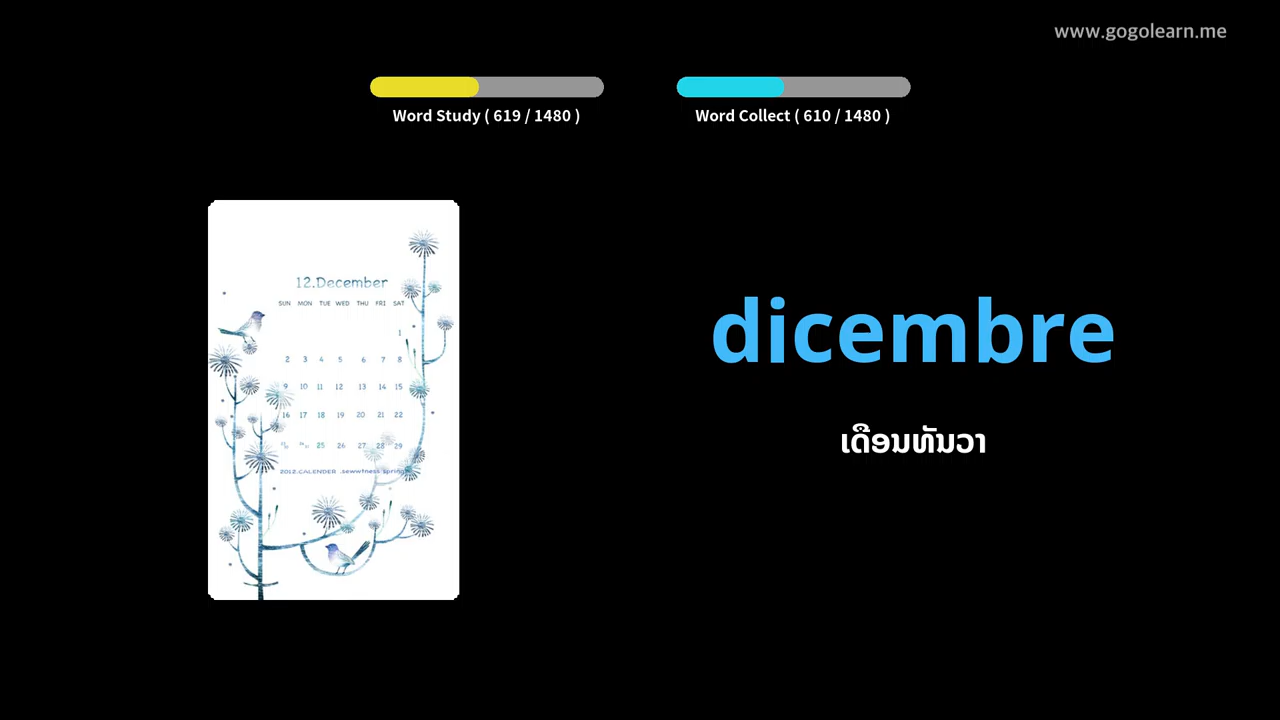 www.gogolearn.me
Word Study ( 619 / 1480 )
Word Collect ( 610 / 1480 )
12.December
SUN MON TUE WED THU FRI SAT
1
2 3 4 5 6 7 8
9 10 11 12 13 14 15
16 17 18 19 20 21 22
25 26 27 28 29
2012.CALENDER
dicembre
ເດືອນທັນວາ